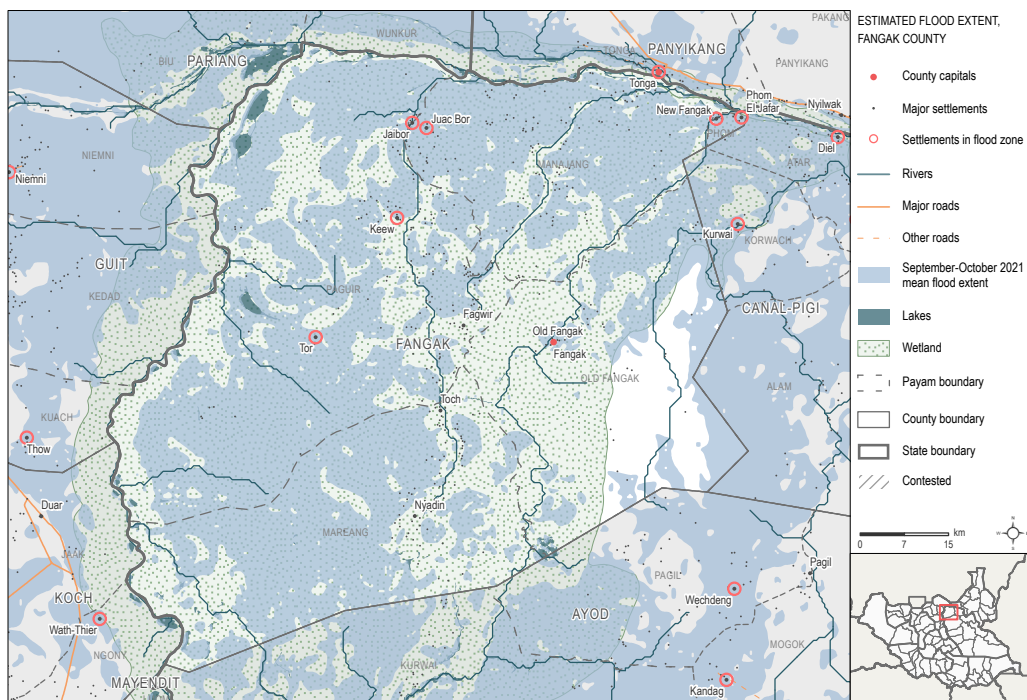 ESTIMATED FLOOD EXTENT,
FANGAK COUNTY
County capitals
Major settlements
Settlements in flood zone
Rivers
Major roads
Other roads
September-October 2021
mean flood extent
Lakes
Wetland
Payam boundary
County boundary
State boundary
Contested
0 7 15 km
N
W E
S
PAKANG
WUNKUR
TONGA
PANYIKANG
BIU
PARIANG
PANYIKANG
Tonga
Phom
El Jafar
Nyilwak
New Fangak
Juac Bor
Jaibor
PHOM
Diel
NIEMNI
MANAJANG
ATAR
Niemni
Keew
Kurwai
KORWACH
GUIT
KEDAD
PAGUIR
CANAL-PIGI
Fagwir
Old Fangak
Tor
FANGAK
Fangak
OLD FANGAK
ALAM
Toch
KUACH
Thow
Duar
Nyadin
MAREANG
JAAK
Pagil
PAGIL
KOCH
Wechdeng
AYOD
Wath-Thier
MOGOK
NGONY
KURWAI
MAYENDIT
Kandag